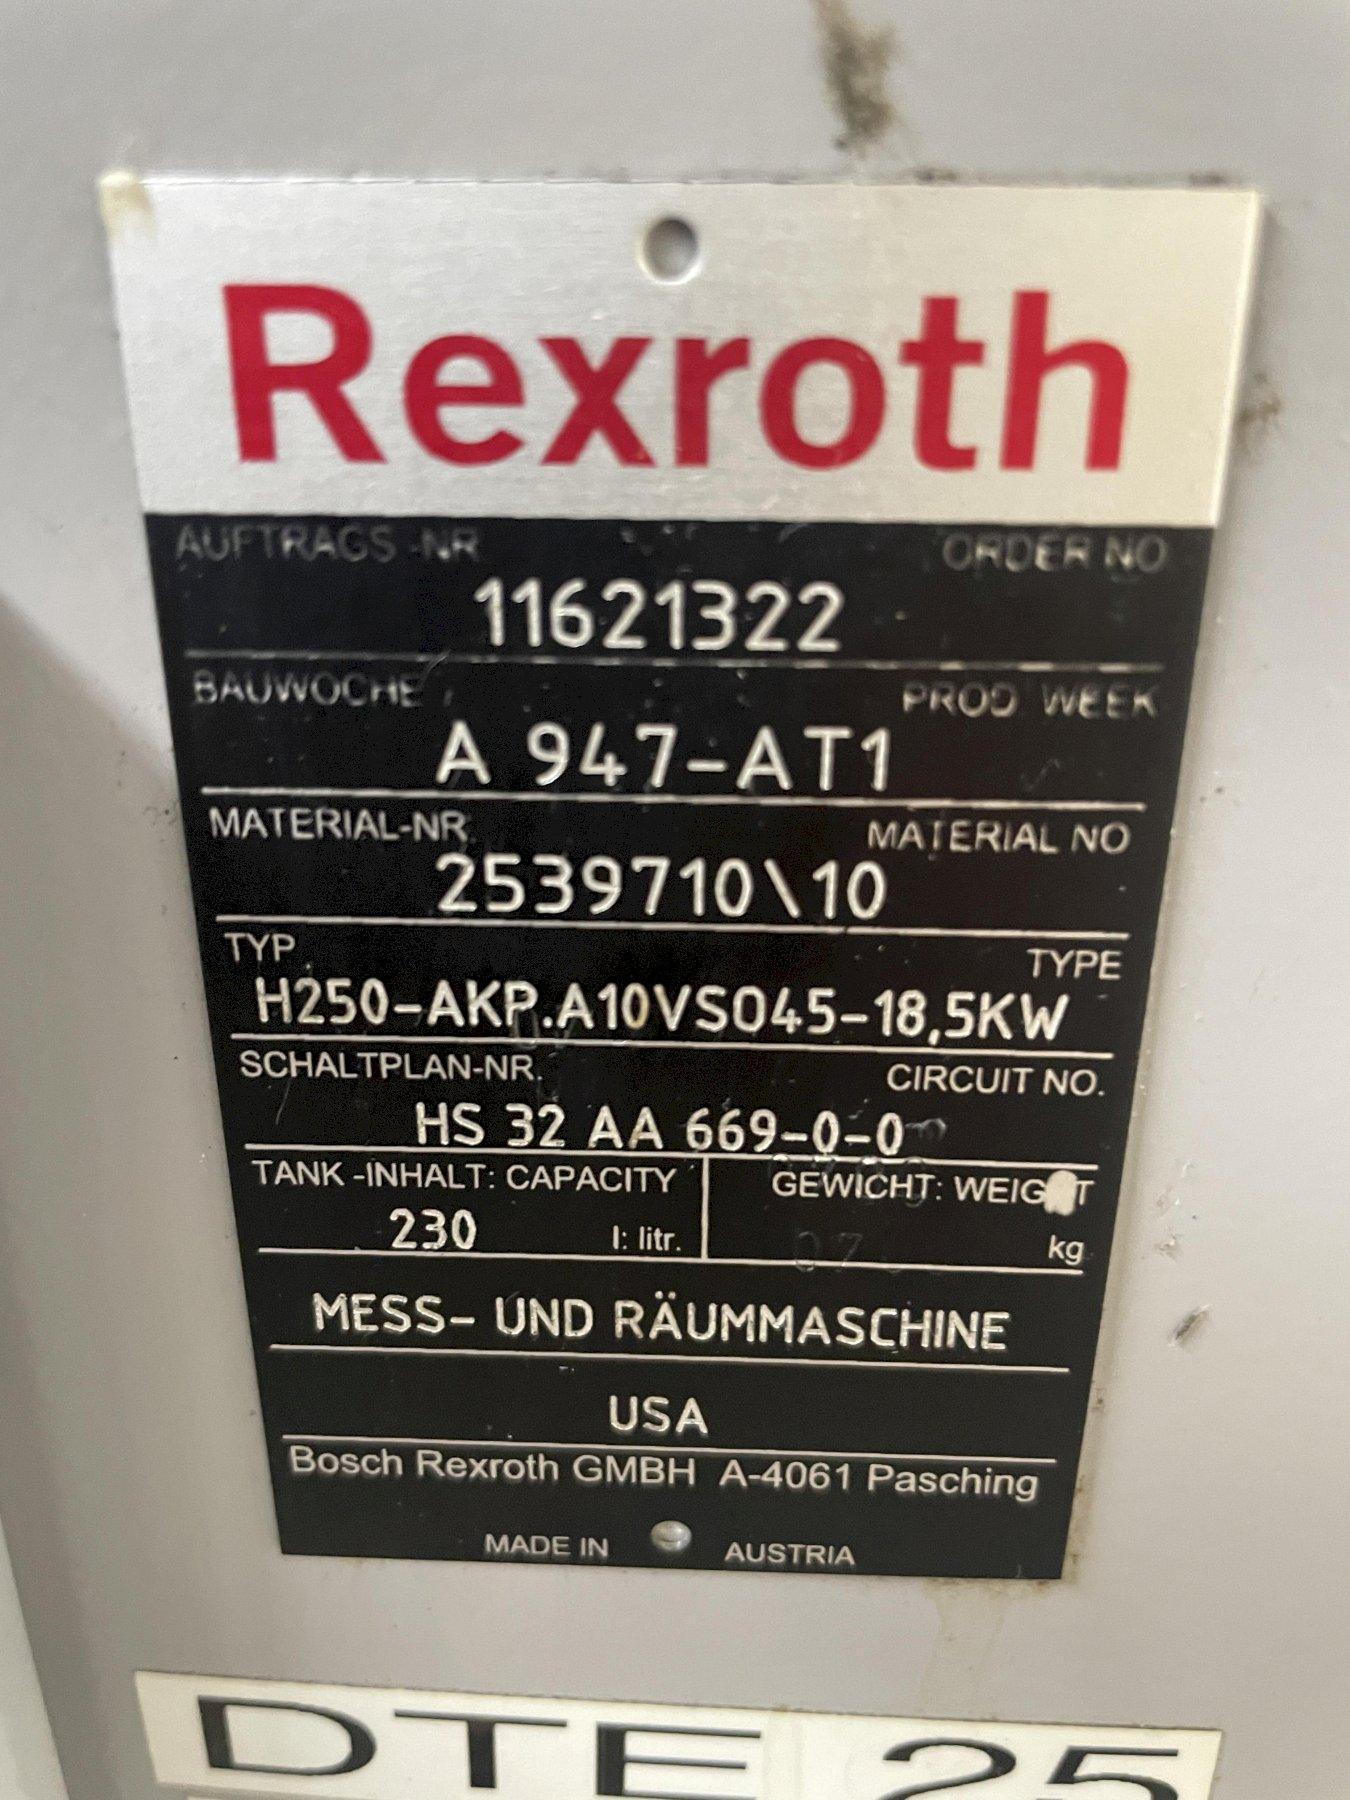 Rexroth
AUFTRAGS-NR ORDER NO
11621322
BAUWOCHE PROD WEEK
A 947-AT1
MATERIAL-NR MATERIAL NO
2539710\10
TYP TYPE
H250-AKP.A10VSO45-18,5KW
SCHALTPLAN-NR. CIRCUIT NO.
HS 32 AA 669-0-0
TANK-INHALT: CAPACITY GEWICHT: WEIGHT
230 l: litr. kg
MESS- UND RÄUMMASCHINE
USA
Bosch Rexroth GMBH A-4061 Pasching
MADE IN AUSTRIA
DTE 25